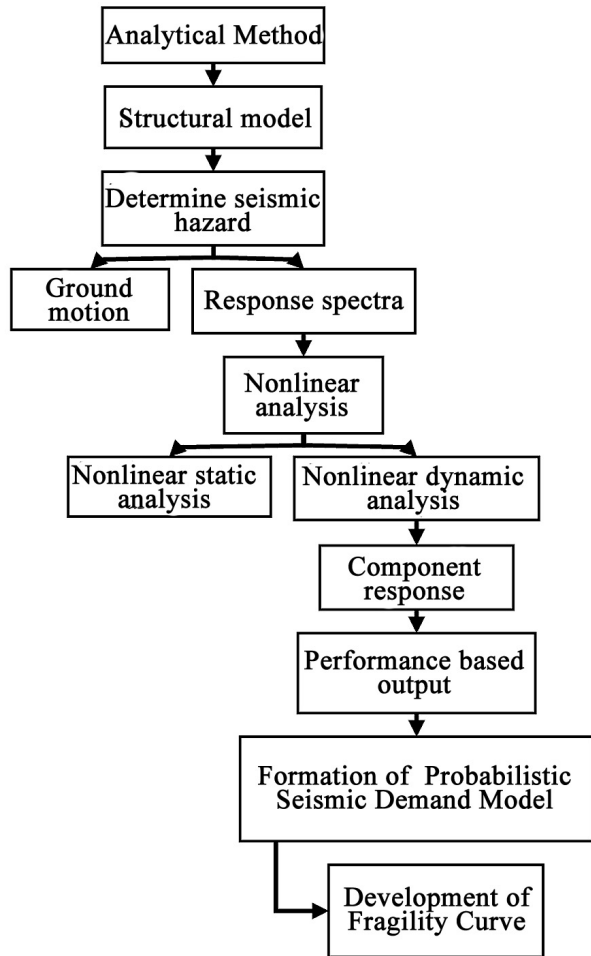 Analytical Method
Structural model
Determine seismic
hazard
Ground
motion
Response spectra
Nonlinear
analysis
Nonlinear static
analysis
Nonlinear dynamic
analysis
Component
response
Performance based
output
Formation of Probabilistic
Seismic Demand Model
Development of
Fragility Curve